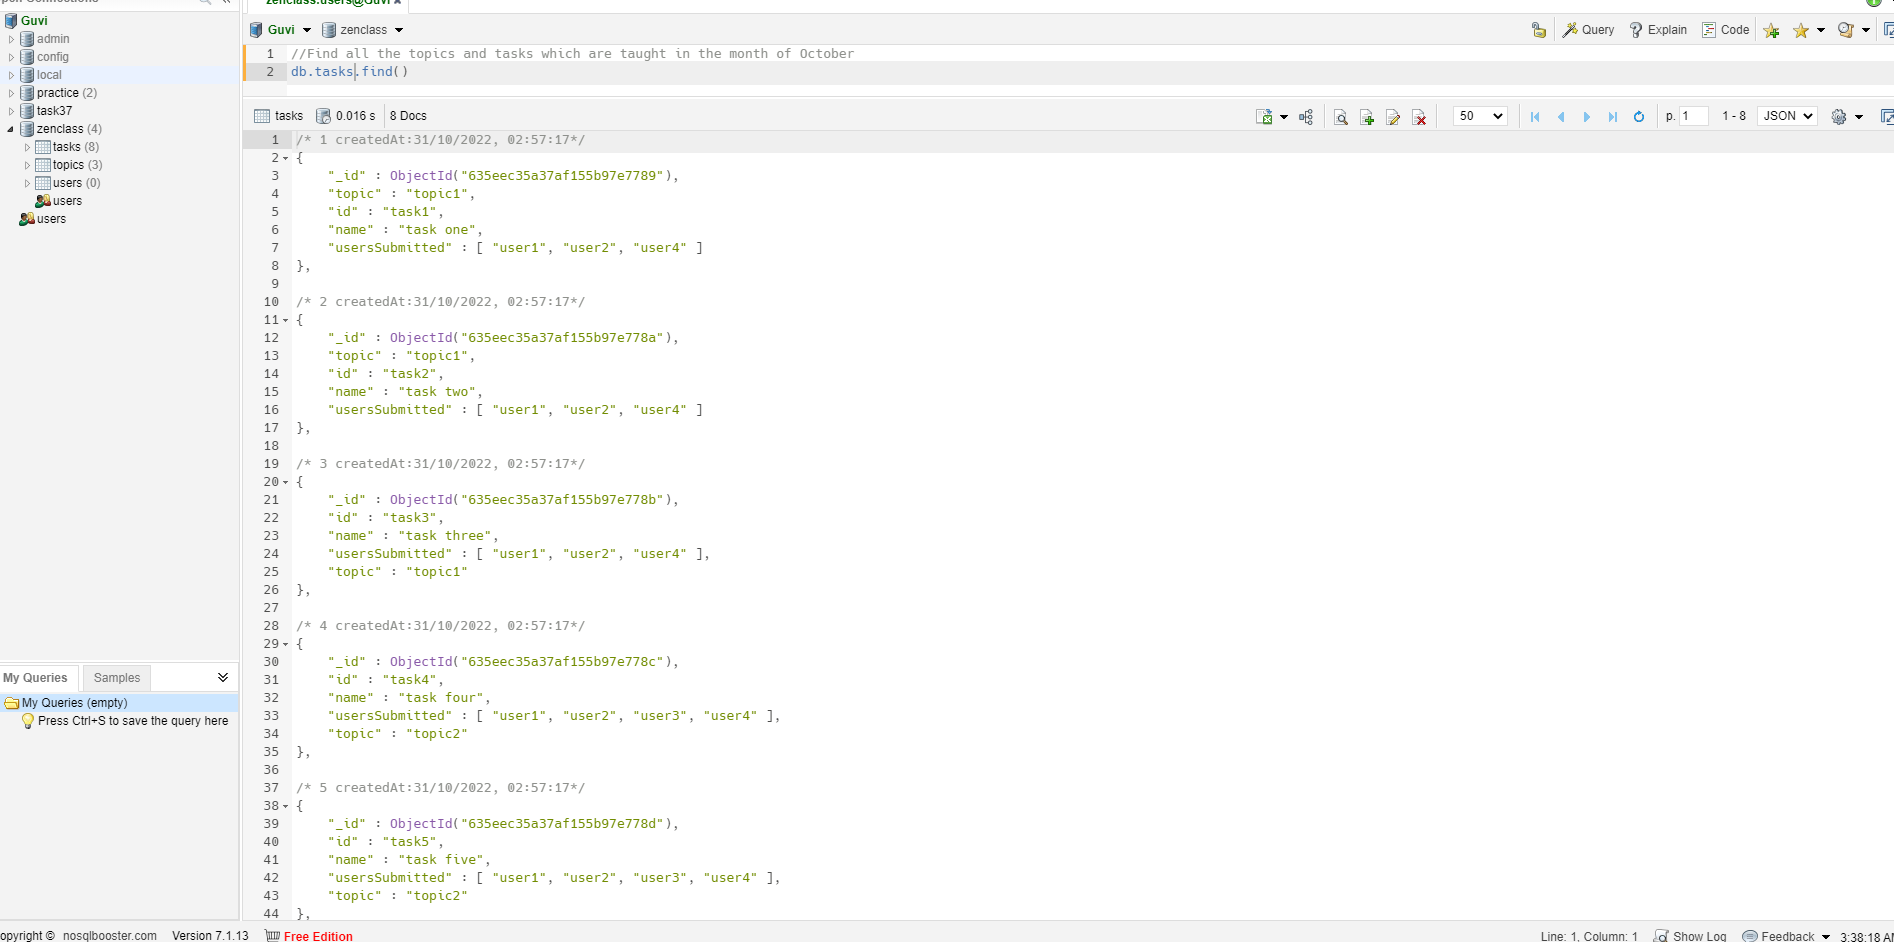 Guvi
admin
config
local
practice (2)
task37
zenclass (4)
tasks (8)
topics (3)
users (0)
users
users
My Queries Samples
My Queries (empty)
Press Ctrl+S to save the query here
zenclass.users@Guvi
Guvi zenclass Query Explain Code
1 //Find all the topics and tasks which are taught in the month of October
2 db.tasks.find()
tasks 0.016 s 8 Docs 50 p. 1 1 - 8 JSON
1 /* 1 createdAt:31/10/2022, 02:57:17*/
2 {
3 "_id" : ObjectId("635eec35a37af155b97e7789"),
4 "topic" : "topic1",
5 "id" : "task1",
6 "name" : "task one",
7 "usersSubmitted" : [ "user1", "user2", "user4" ]
8 },
9
10 /* 2 createdAt:31/10/2022, 02:57:17*/
11 {
12 "_id" : ObjectId("635eec35a37af155b97e778a"),
13 "topic" : "topic1",
14 "id" : "task2",
15 "name" : "task two",
16 "usersSubmitted" : [ "user1", "user2", "user4" ]
17 },
18
19 /* 3 createdAt:31/10/2022, 02:57:17*/
20 {
21 "_id" : ObjectId("635eec35a37af155b97e778b"),
22 "id" : "task3",
23 "name" : "task three",
24 "usersSubmitted" : [ "user1", "user2", "user4" ],
25 "topic" : "topic1"
26 },
27
28 /* 4 createdAt:31/10/2022, 02:57:17*/
29 {
30 "_id" : ObjectId("635eec35a37af155b97e778c"),
31 "id" : "task4",
32 "name" : "task four",
33 "usersSubmitted" : [ "user1", "user2", "user3", "user4" ],
34 "topic" : "topic2"
35 },
36
37 /* 5 createdAt:31/10/2022, 02:57:17*/
38 {
39 "_id" : ObjectId("635eec35a37af155b97e778d"),
40 "id" : "task5",
41 "name" : "task five",
42 "usersSubmitted" : [ "user1", "user2", "user3", "user4" ],
43 "topic" : "topic2"
44 },
opyright © nosqlbooster.com Version 7.1.13 Free Edition Line: 1, Column: 1 Show Log Feedback 3:38:18 AM